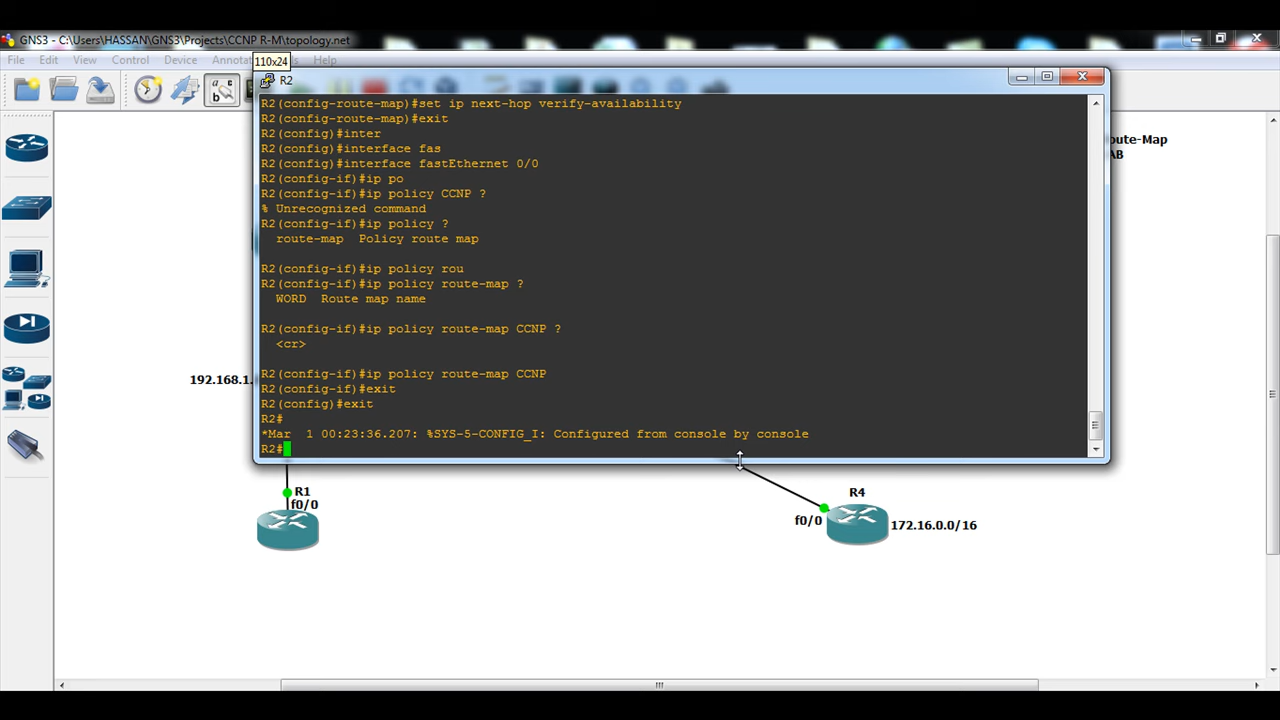 GNS3 - C:\Users\HASSAN\GNS3\Projects\CCNP R-M\topology.net
File Edit View Control Device Help
110x24
R2
R2(config-route-map)#set ip next-hop verify-availability
R2(config-route-map)#exit
R2(config)#inter
R2(config)#interface fas
R2(config)#interface fastEthernet 0/0
R2(config-if)#ip po
R2(config-if)#ip policy CCNP ?
% Unrecognized command
R2(config-if)#ip policy ?
route-map  Policy route map
R2(config-if)#ip policy rou
R2(config-if)#ip policy route-map ?
WORD  Route map name
R2(config-if)#ip policy route-map CCNP ?
<cr>
R2(config-if)#ip policy route-map CCNP
R2(config-if)#exit
R2(config)#exit
R2#
*Mar  1 00:23:36.207: %SYS-5-CONFIG_I: Configured from console by console
R2#
192.168.1.
R1
f0/0
R4
f0/0
172.16.0.0/16